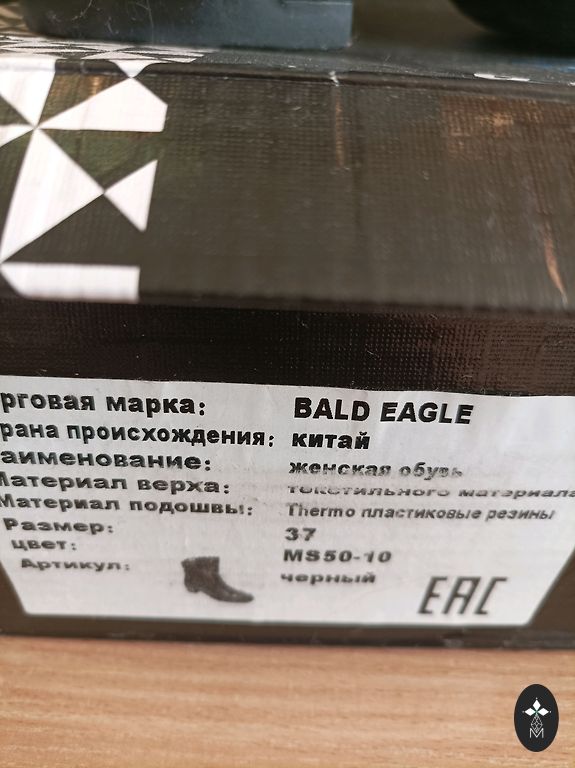 рговая марка: BALD EAGLE
рана происхождения: китай
аименование: женская обувь
Материал верха: текстильного материала
Материал подошвы: Thermo пластиковые резины
Размер: 37
цвет: MS50-10
Артикул: черный
EAC
M